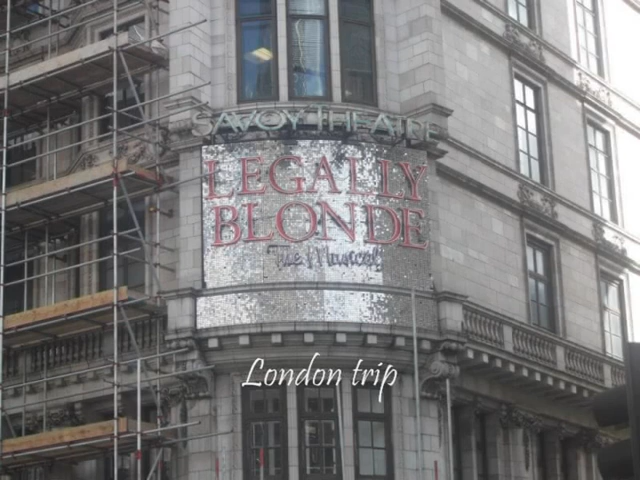 SAVOY THEATRE
LEGALLY
BLONDE
The Musical
London trip